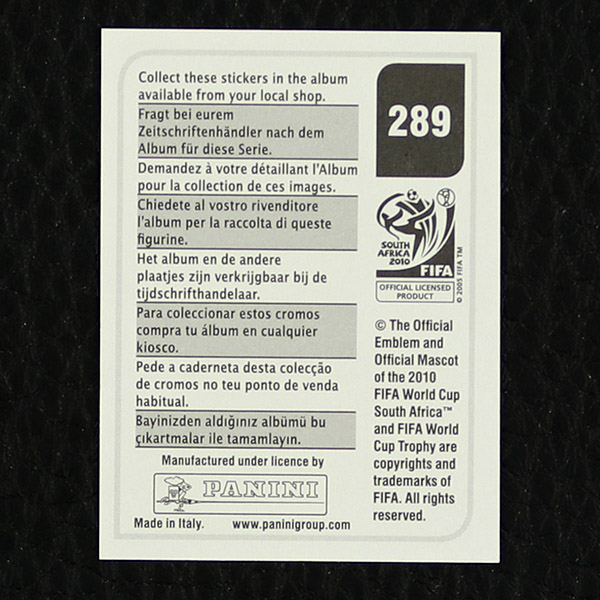 Collect these stickers in the album
available from your local shop.
Fragt bei eurem
Zeitschriftenhändler nach dem
Album für diese Serie.
Demandez à votre détaillant l'Album
pour la collection de ces images.
Chiedete al vostro rivenditore
l'album per la raccolta di queste
figurine.
Het album en de andere
plaatjes zijn verkrijgbaar bij de
tijdschrifthandelaar.
Para coleccionar estos cromos
compra tu álbum en cualquier
kiosco.
Pede a caderneta desta colecção
de cromos no teu ponto de venda
habitual.
Bayinizden aldığınız albümü bu
çıkartmalar ile tamamlayın.
Manufactured under licence by
PANINI
Made in Italy. www.paninigroup.com
289
SOUTH
AFRICA
2010
FIFA
OFFICIAL LICENSED
PRODUCT
© 2005 FIFA TM
© The Official
Emblem and
Official Mascot
of the 2010
FIFA World Cup
South Africa™
and FIFA World
Cup Trophy are
copyrights and
trademarks of
FIFA. All rights
reserved.